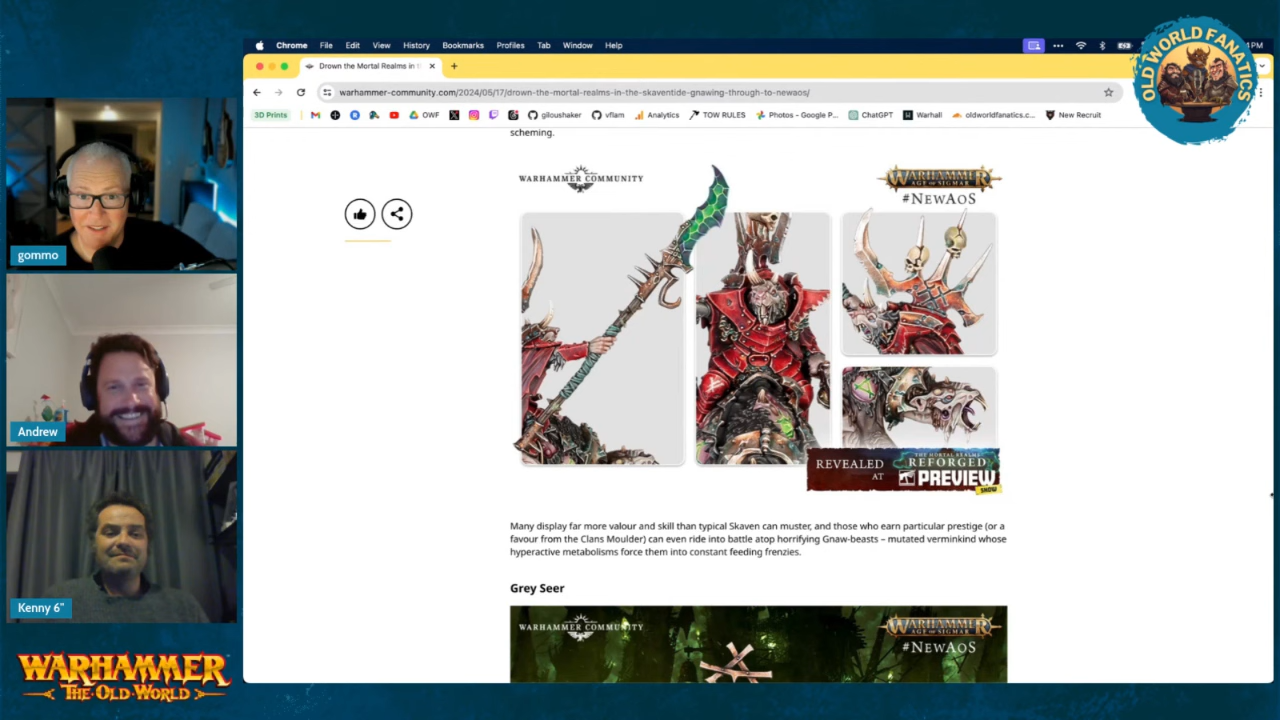 Chrome File Edit View History Bookmarks Profiles Tab Window Help
PM
OLD WORLD FANATICS
Drown the Mortal Realms in t
warhammer-community.com/2024/05/17/drown-the-mortal-realms-in-the-skaventide-gnawing-through-to-newaos/
3D Prints OWF giloushaker vflam Analytics TOW RULES Photos - Google P... ChatGPT Warhall oldworldfanatics.c... New Recruit
scheming.
WARHAMMER COMMUNITY
WARHAMMER
AGE OF SIGMAR
#NEWAOS
gommo
Andrew
Kenny 6"
THE MORTAL REALMS
REVEALED AT
REFORGED
PREVIEW
SHOW
Many display far more valour and skill than typical Skaven can muster, and those who earn particular prestige (or a
favour from the Clans Moulder) can even ride into battle atop horrifying Gnaw-beasts – mutated verminkind whose
hyperactive metabolisms force them into constant feeding frenzies.
Grey Seer
WARHAMMER COMMUNITY
WARHAMMER
AGE OF SIGMAR
#NEWAOS
WARHAMMER
THE OLD WORLD